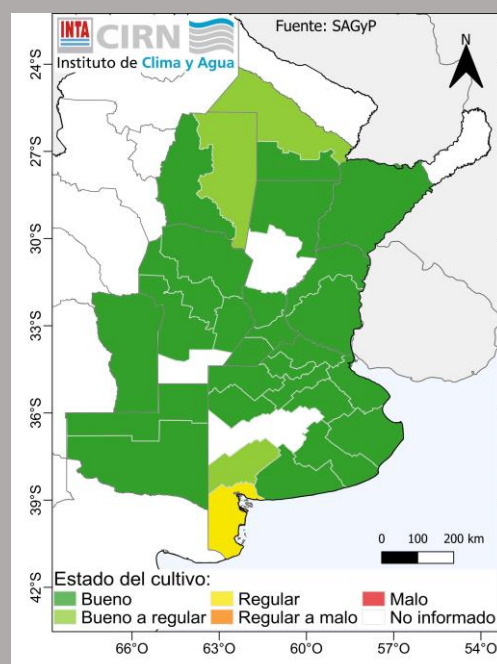 INTA CIRN
Instituto de Clima y Agua
Fuente: SAGyP
N
24°S
27°S
30°S
33°S
36°S
39°S
42°S
0 100 200 km
Estado del cultivo:
Bueno Regular Malo
Bueno a regular Regular a malo No informado
66°O 63°O 60°O 57°O 54°O